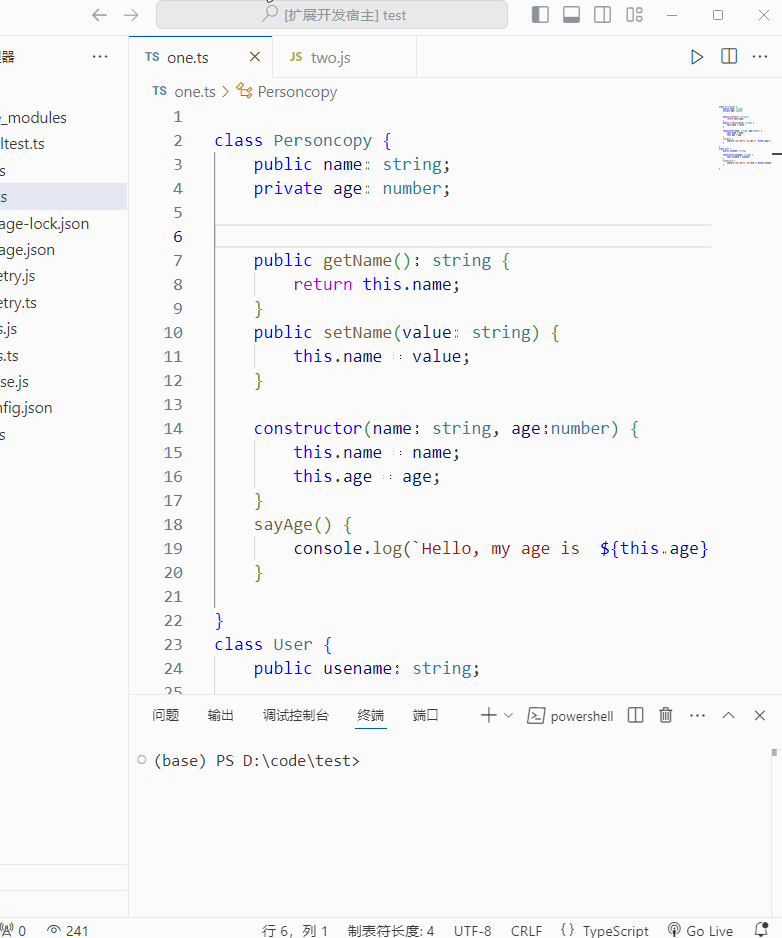 [扩展开发宿主] test
器 ···
TS one.ts × JS two.js ···
TS one.ts > Personcopy
_modules
ltest.ts
s
ts
age-lock.json
age.json
etry.js
etry.ts
s.js
s.ts
se.js
nfig.json
s
1
2 class Personcopy {
3 public name: string;
4 private age: number;
5
6
7 public getName(): string {
8 return this.name;
9 }
10 public setName(value: string) {
11 this.name = value;
12 }
13
14 constructor(name: string, age:number) {
15 this.name = name;
16 this.age = age;
17 }
18 sayAge() {
19 console.log(`Hello, my age is  ${this.age}
20 }
21
22 }
23 class User {
24 public usename: string;
25
问题 输出 调试控制台 终端 端口 powershell ···
(base) PS D:\code\test>
0 241 行 6，列 1 制表符长度: 4 UTF-8 CRLF {} TypeScript Go Live